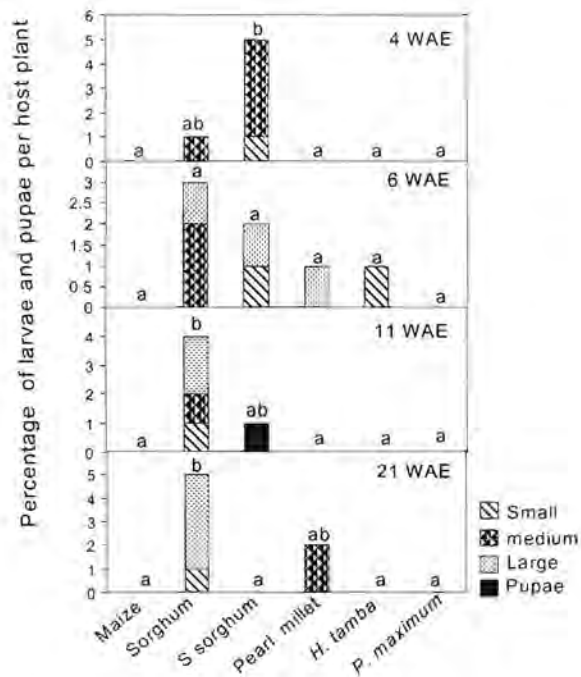 Percentage of larvae and pupae per host plant
6
5
4
3
2
1
0
4 WAE
a
ab
b
a
a
a
3
2.5
2
1.5
1
0.5
0
6 WAE
a
a
a
a
a
a
4
3
2
1
0
11 WAE
a
b
ab
a
a
a
5
4
3
2
1
0
21 WAE
a
b
a
ab
a
a
Maize
Sorghum
S sorghum
Pearl millet
H. tamba
P. maximum
Small
medium
Large
Pupae